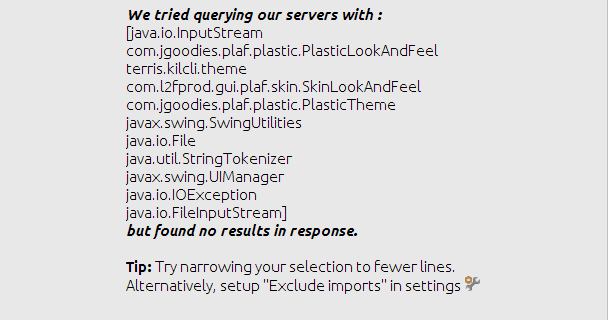 We tried querying our servers with :
[java.io.InputStream
com.jgoodies.plaf.plastic.PlasticLookAndFeel
terris.kilcli.theme
com.l2fprod.gui.plaf.skin.SkinLookAndFeel
com.jgoodies.plaf.plastic.PlasticTheme
javax.swing.SwingUtilities
java.io.File
java.util.StringTokenizer
javax.swing.UIManager
java.io.IOException
java.io.FileInputStream]
but found no results in response.
Tip: Try narrowing your selection to fewer lines.
Alternatively, setup "Exclude imports" in settings